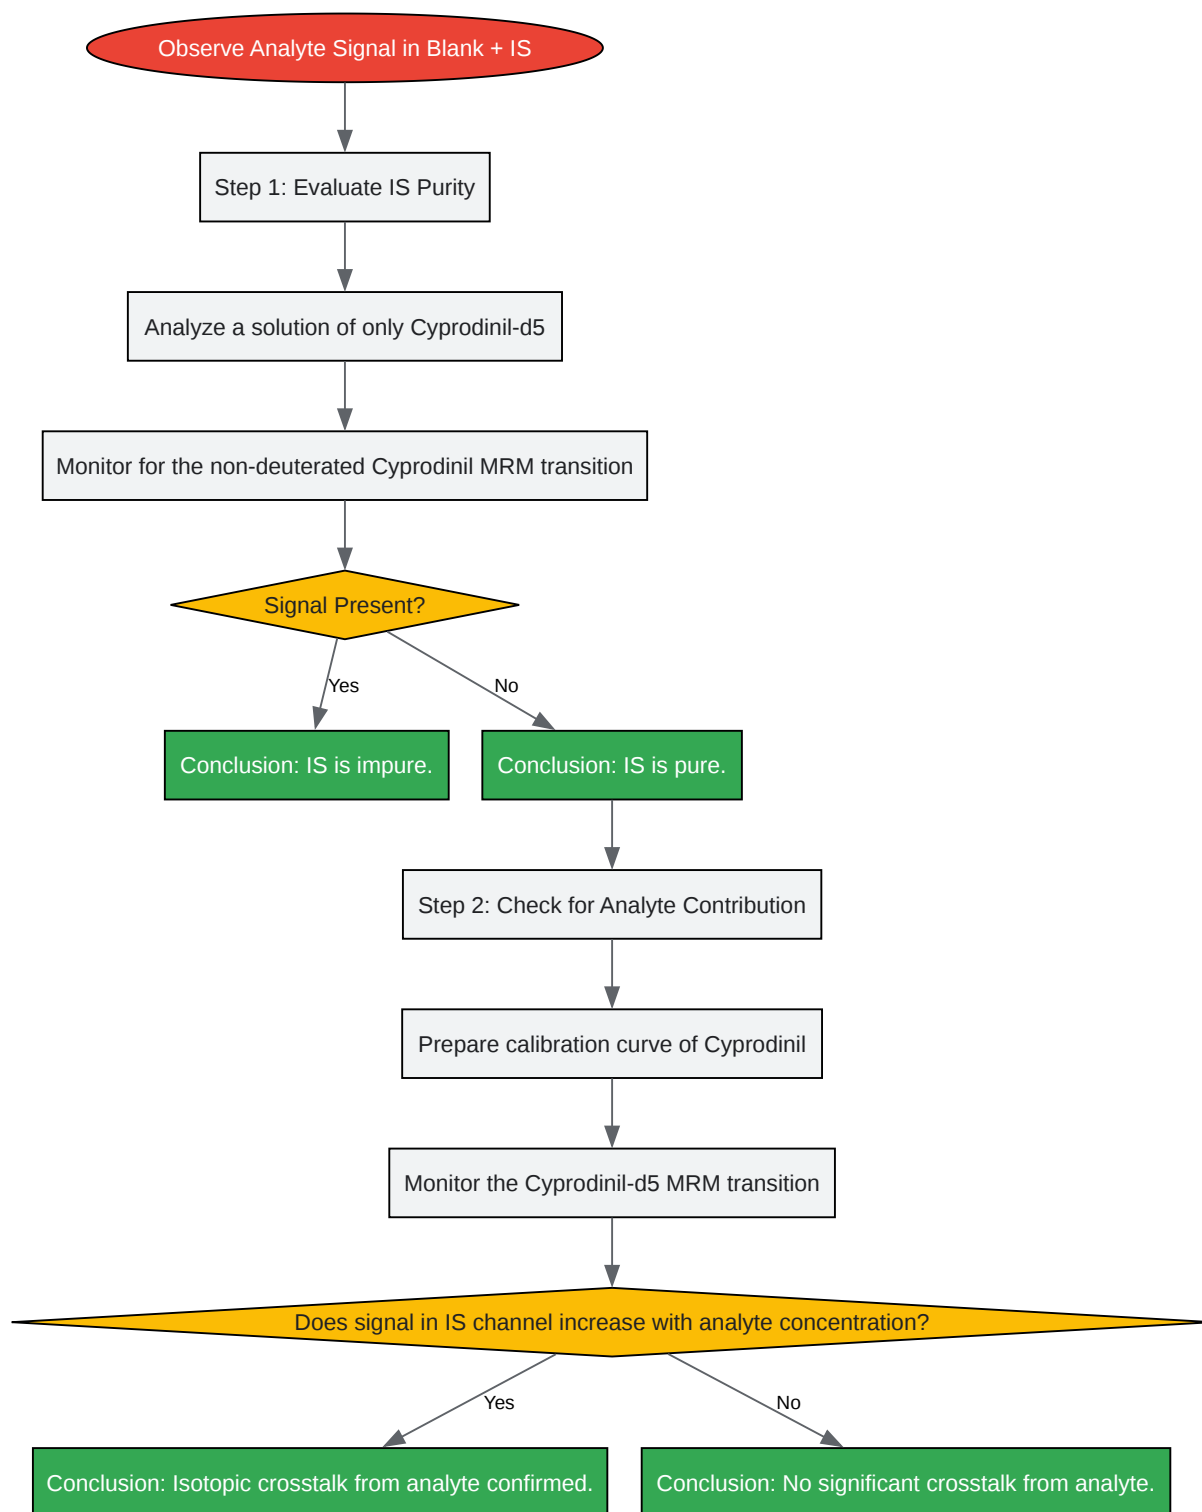 Observe Analyte Signal in Blank + IS
Step 1: Evaluate IS Purity
Analyze a solution of only Cyprodinil-d5
Monitor for the non-deuterated Cyprodinil MRM transition
Signal Present?
Yes
No
Conclusion: IS is impure.
Conclusion: IS is pure.
Step 2: Check for Analyte Contribution
Prepare calibration curve of Cyprodinil
Monitor the Cyprodinil-d5 MRM transition
Does signal in IS channel increase with analyte concentration?
Yes
No
Conclusion: Isotopic crosstalk from analyte confirmed.
Conclusion: No significant crosstalk from analyte.